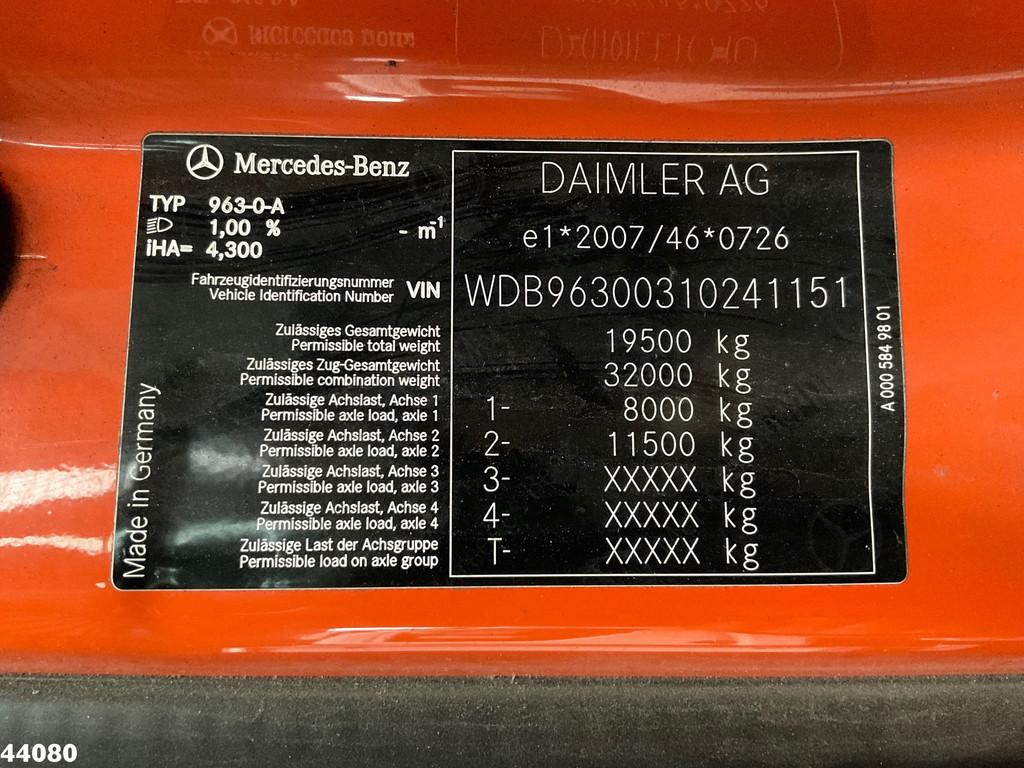 Mercedes-Benz
TYP 963-0-A
1,00 % - m¹
iHA= 4,300
DAIMLER AG
e1*2007/46*0726
Fahrzeugidentifizierungsnummer
Vehicle Identification Number VIN WDB96300310241151
Zulässiges Gesamtgewicht
Permissible total weight 19500 kg
Zulässiges Zug-Gesamtgewicht
Permissible combination weight 32000 kg
Zulässige Achslast, Achse 1
Permissible axle load, axle 1 1- 8000 kg
Zulässige Achslast, Achse 2
Permissible axle load, axle 2 2- 11500 kg
Zulässige Achslast, Achse 3
Permissible axle load, axle 3 3- XXXXX kg
Zulässige Achslast, Achse 4
Permissible axle load, axle 4 4- XXXXX kg
Zulässige Last der Achsgruppe
Permissible load on axle group T- XXXXX kg
Made in Germany
A 000 584 98 01
44080